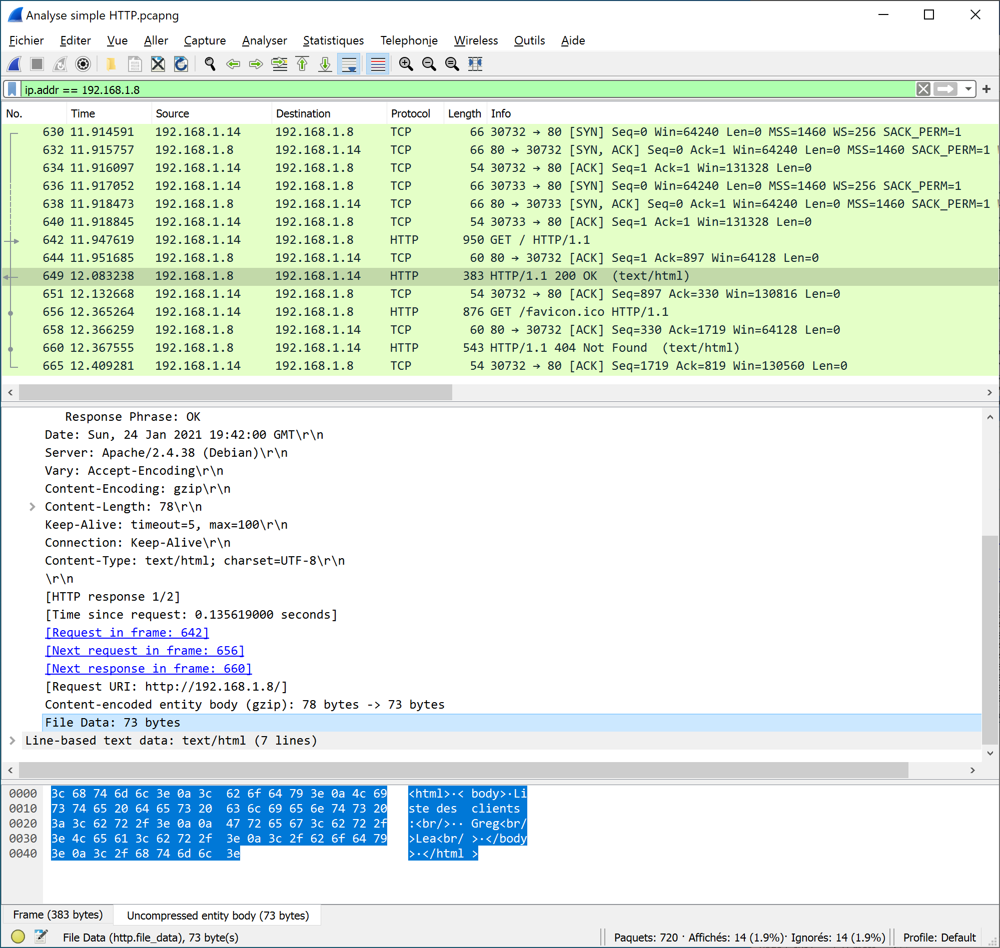 Analyse simple HTTP.pcapng
Fichier Editer Vue Aller Capture Analyser Statistiques Telephonie Wireless Outils Aide
ip.addr == 192.168.1.8
No. Time Source Destination Protocol Length Info
630 11.914591 192.168.1.14 192.168.1.8 TCP 66 30732 → 80 [SYN] Seq=0 Win=64240 Len=0 MSS=1460 WS=256 SACK_PERM=1
632 11.915757 192.168.1.8 192.168.1.14 TCP 66 80 → 30732 [SYN, ACK] Seq=0 Ack=1 Win=64240 Len=0 MSS=1460 SACK_PERM=1
634 11.916097 192.168.1.14 192.168.1.8 TCP 54 30732 → 80 [ACK] Seq=1 Ack=1 Win=131328 Len=0
636 11.917052 192.168.1.14 192.168.1.8 TCP 66 30733 → 80 [SYN] Seq=0 Win=64240 Len=0 MSS=1460 WS=256 SACK_PERM=1
638 11.918473 192.168.1.8 192.168.1.14 TCP 66 80 → 30733 [SYN, ACK] Seq=0 Ack=1 Win=64240 Len=0 MSS=1460 SACK_PERM=1
640 11.918845 192.168.1.14 192.168.1.8 TCP 54 30733 → 80 [ACK] Seq=1 Ack=1 Win=131328 Len=0
642 11.947619 192.168.1.14 192.168.1.8 HTTP 950 GET / HTTP/1.1
644 11.951685 192.168.1.8 192.168.1.14 TCP 60 80 → 30732 [ACK] Seq=1 Ack=897 Win=64128 Len=0
649 12.083238 192.168.1.8 192.168.1.14 HTTP 383 HTTP/1.1 200 OK (text/html)
651 12.132668 192.168.1.14 192.168.1.8 TCP 54 30732 → 80 [ACK] Seq=897 Ack=330 Win=130816 Len=0
656 12.365264 192.168.1.14 192.168.1.8 HTTP 876 GET /favicon.ico HTTP/1.1
658 12.366259 192.168.1.8 192.168.1.14 TCP 60 80 → 30732 [ACK] Seq=330 Ack=1719 Win=64128 Len=0
660 12.367555 192.168.1.8 192.168.1.14 HTTP 543 HTTP/1.1 404 Not Found (text/html)
665 12.409281 192.168.1.14 192.168.1.8 TCP 54 30732 → 80 [ACK] Seq=1719 Ack=819 Win=130560 Len=0
Response Phrase: OK
Date: Sun, 24 Jan 2021 19:42:00 GMT\r\n
Server: Apache/2.4.38 (Debian)\r\n
Vary: Accept-Encoding\r\n
Content-Encoding: gzip\r\n
Content-Length: 78\r\n
Keep-Alive: timeout=5, max=100\r\n
Connection: Keep-Alive\r\n
Content-Type: text/html; charset=UTF-8\r\n
\r\n
[HTTP response 1/2]
[Time since request: 0.135619000 seconds]
[Request in frame: 642]
[Next request in frame: 656]
[Next response in frame: 660]
[Request URI: http://192.168.1.8/]
Content-encoded entity body (gzip): 78 bytes -> 73 bytes
File Data: 73 bytes
Line-based text data: text/html (7 lines)
0000 3c 68 74 6d 6c 3e 0a 3c 62 6f 64 79 3e 0a 4c 69 <html>·< body>·Li
0010 73 74 65 20 64 65 73 20 63 6c 69 65 6e 74 73 20 ste des clients
0020 3a 3c 62 72 2f 3e 0a 0a 47 72 65 67 3c 62 72 2f :<br/>·· Greg<br/
0030 3e 4c 65 61 3c 62 72 2f 3e 0a 3c 2f 62 6f 64 79 >Lea<br/ >·</body
0040 3e 0a 3c 2f 68 74 6d 6c 3e >·</html >
Frame (383 bytes) Uncompressed entity body (73 bytes)
File Data (http.file_data), 73 byte(s) Paquets: 720 · Affichés: 14 (1.9%)· Ignorés: 14 (1.9%) Profile: Default